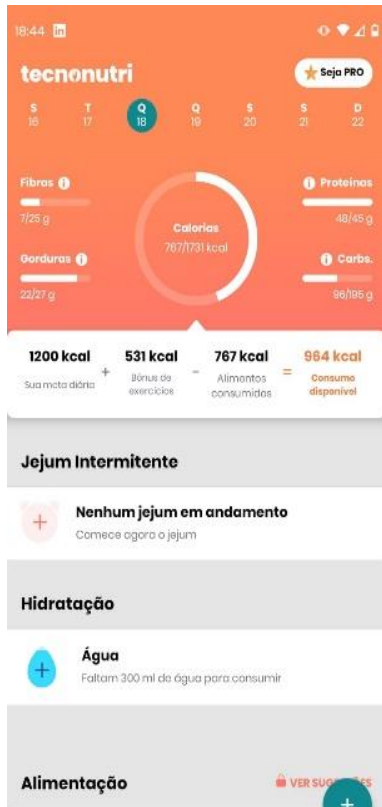 18:44 in
tecnonutri
Seja PRO
S T Q Q S S D
16 17 18 19 20 21 22
Fibras
7/25 g
Gorduras
22/27 g
Calorias
767/1731 kcal
Proteinas
48/45 g
Carbs.
96/195 g
1200 kcal + 531 kcal - 767 kcal = 964 kcal
Sua meta diária Bônus de exercícios Alimentos consumidos Consumo disponível
Jejum Intermitente
Nenhum jejum em andamento
Comece agora o jejum
Hidratação
Água
Faltam 300 ml de água para consumir
Alimentação
VER